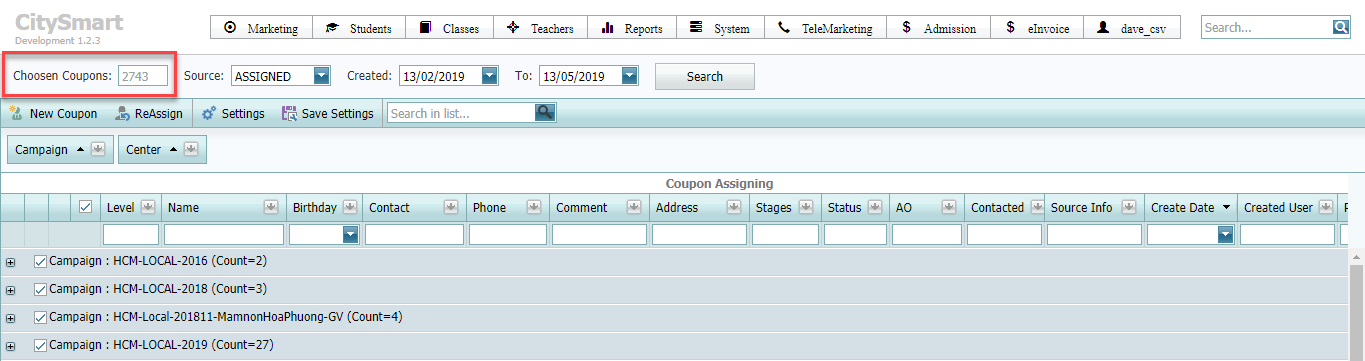 CitySmart
Development 1.2.3
Marketing Students Classes Teachers Reports System TeleMarketing Admission eInvoice dave_csv Search...
Choosen Coupons: 2743 Source: ASSIGNED Created: 13/02/2019 To: 13/05/2019 Search
New Coupon ReAssign Settings Save Settings Search in list...
Campaign Center
Coupon Assigning
Level Name Birthday Contact Phone Comment Address Stages Status AO Contacted Source Info Create Date Created User
Campaign : HCM-LOCAL-2016 (Count=2)
Campaign : HCM-LOCAL-2018 (Count=3)
Campaign : HCM-Local-201811-MamnonHoaPhuong-GV (Count=4)
Campaign : HCM-LOCAL-2019 (Count=27)